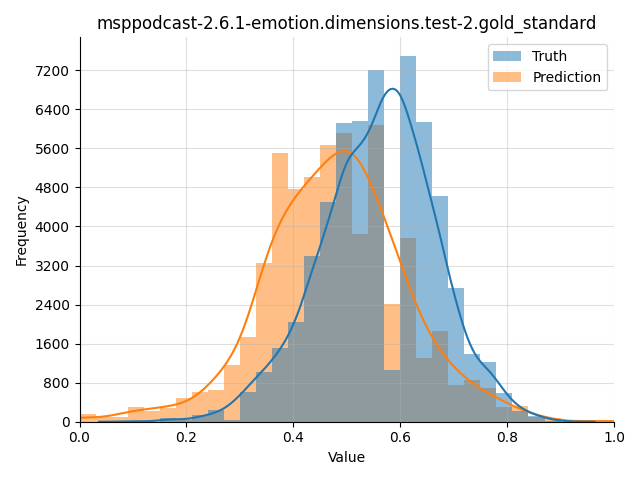 msppodcast-2.6.1-emotion.dimensions.test-2.gold_standard
Truth
Prediction
7200
6400
5600
4800
4000
3200
2400
1600
800
0
Frequency
0.0 0.2 0.4 0.6 0.8 1.0
Value